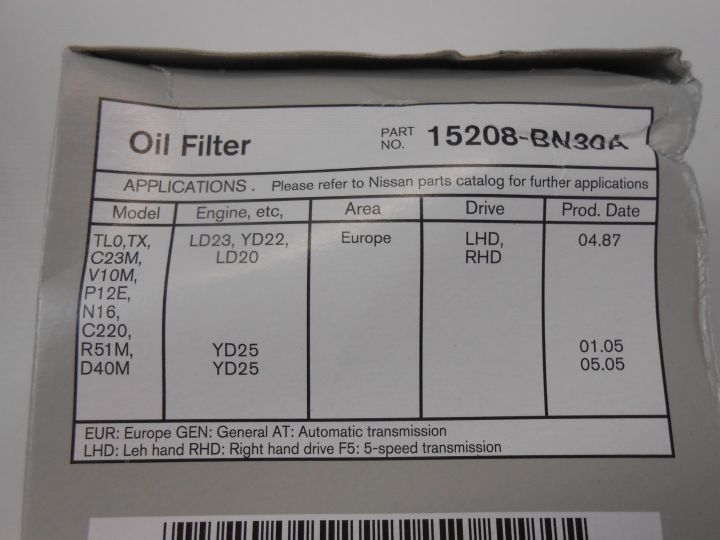 Oil Filter PART NO. 15208-BN30A
APPLICATIONS . Please refer to Nissan parts catalog for further applications
Model Engine, etc, Area Drive Prod. Date
TL0,TX, LD23, YD22, Europe LHD, 04.87
C23M, LD20 RHD
V10M,
P12E,
N16,
C220,
R51M, YD25 01.05
D40M YD25 05.05
EUR: Europe GEN: General AT: Automatic transmission
LHD: Leh hand RHD: Right hand drive F5: 5-speed transmission